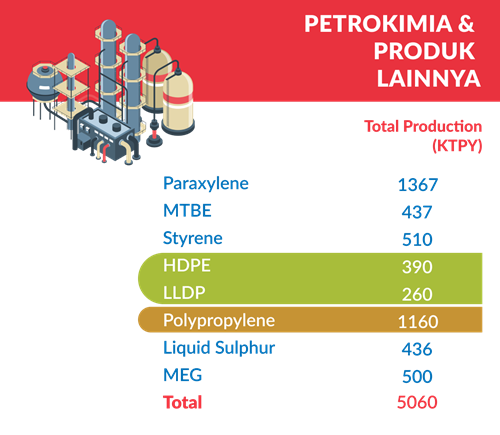 PETROKIMIA &
PRODUK
LAINNYA
Total Production
(KTPY)
Paraxylene 1367
MTBE 437
Styrene 510
HDPE 390
LLDP 260
Polypropylene 1160
Liquid Sulphur 436
MEG 500
Total 5060